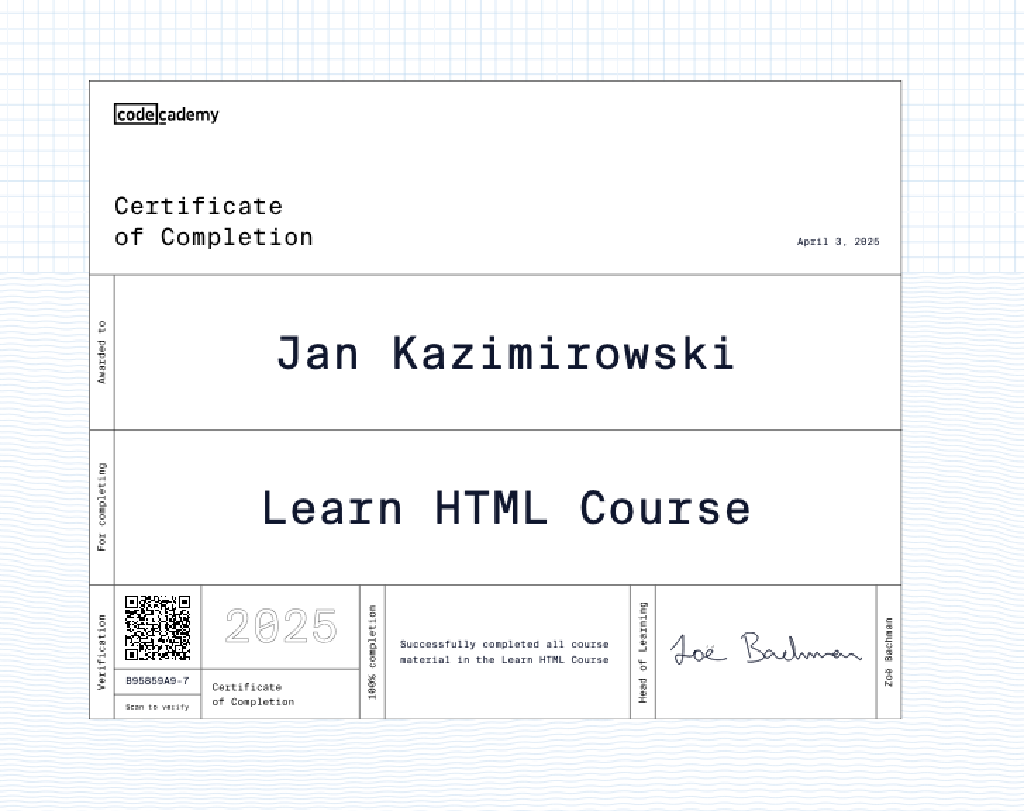 codecademy
Certificate
of Completion
April 3, 2025
Awarded to
Jan Kazimirowski
For completing
Learn HTML Course
Verification
B95859A9-7
Scan to verify
2025
Certificate
of Completion
100% completion
Successfully completed all course
material in the Learn HTML Course
Head of Learning
Zoë Bachman
Zoë Bachman